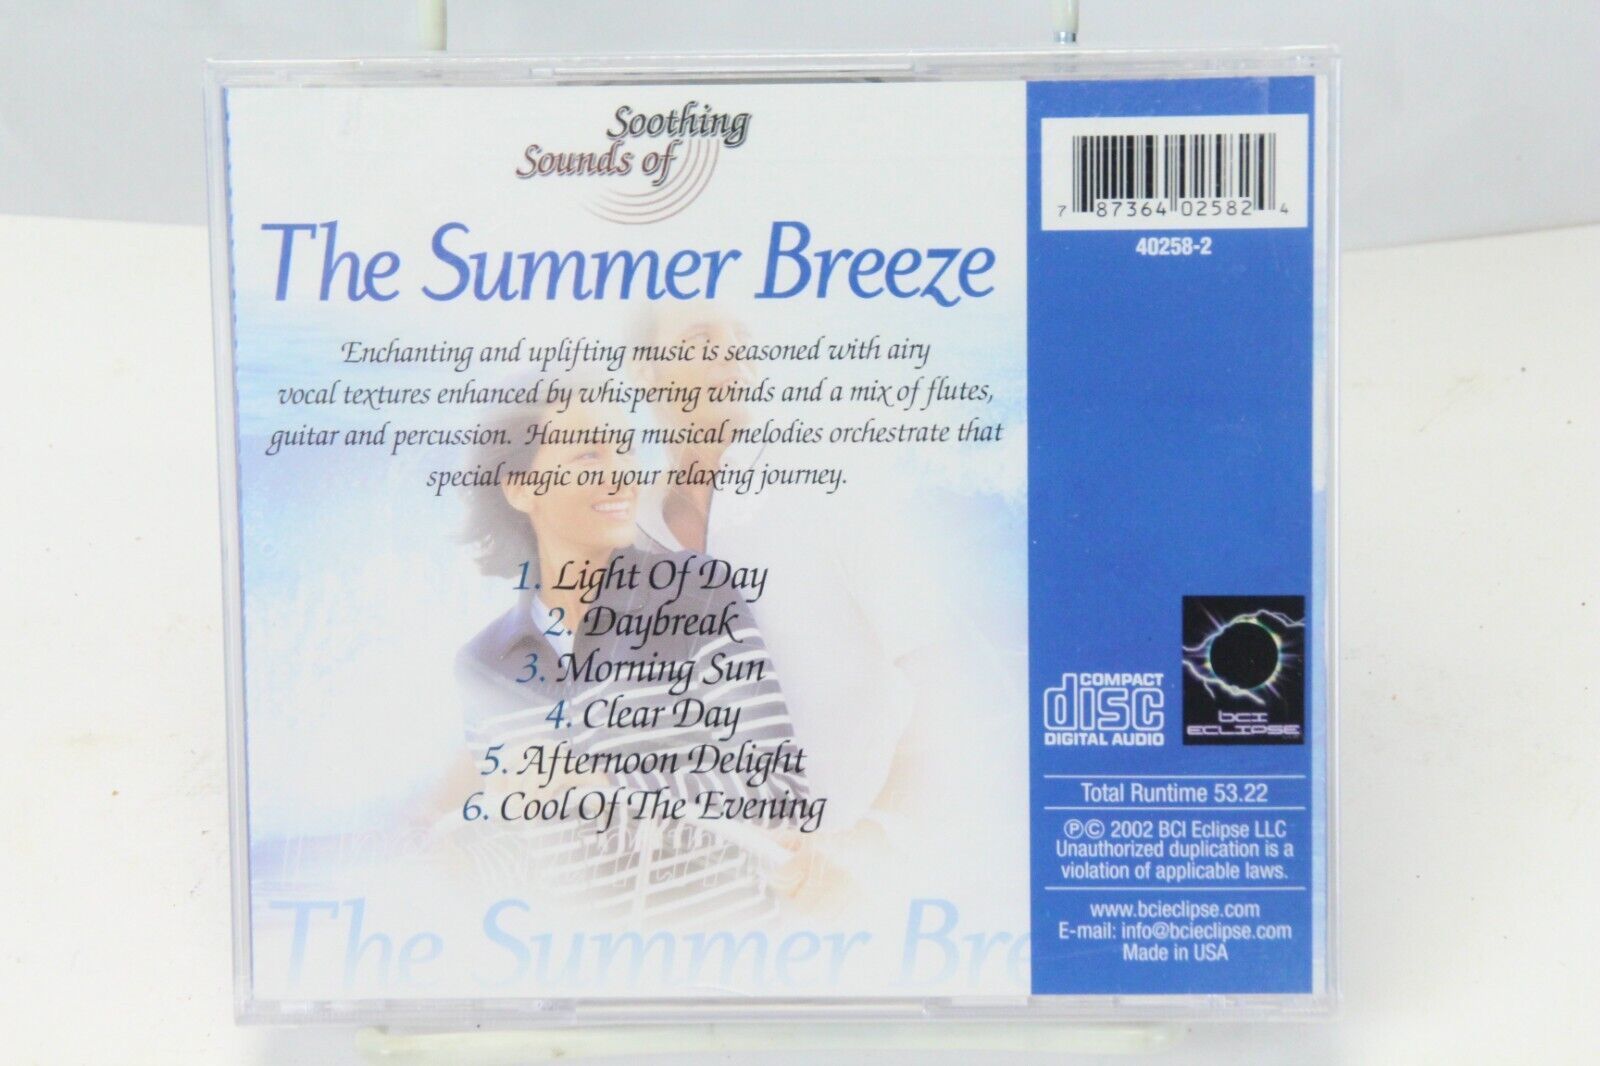 Soothing
Sounds of
The Summer Breeze
Enchanting and uplifting music is seasoned with airy
vocal textures enhanced by whispering winds and a mix of flutes,
guitar and percussion. Haunting musical melodies orchestrate that
special magic on your relaxing journey.
1. Light Of Day
2. Daybreak
3. Morning Sun
4. Clear Day
5. Afternoon Delight
6. Cool Of The Evening
The Summer Bre
7 87364 02582 4
40258-2
COMPACT
disc
DIGITAL AUDIO
BCI
ECLIPSE
Total Runtime 53.22
℗© 2002 BCI Eclipse LLC
Unauthorized duplication is a
violation of applicable laws.
www.bcieclipse.com
E-mail: info@bcieclipse.com
Made in USA